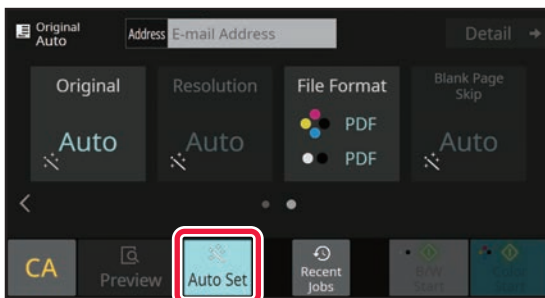 Original
Auto
Address E-mail Address
Detail
Original
Auto
Resolution
Auto
File Format
PDF
PDF
Blank Page
Skip
Auto
CA
Preview
Auto Set
Recent
Jobs
B/W
Start
Color
Start